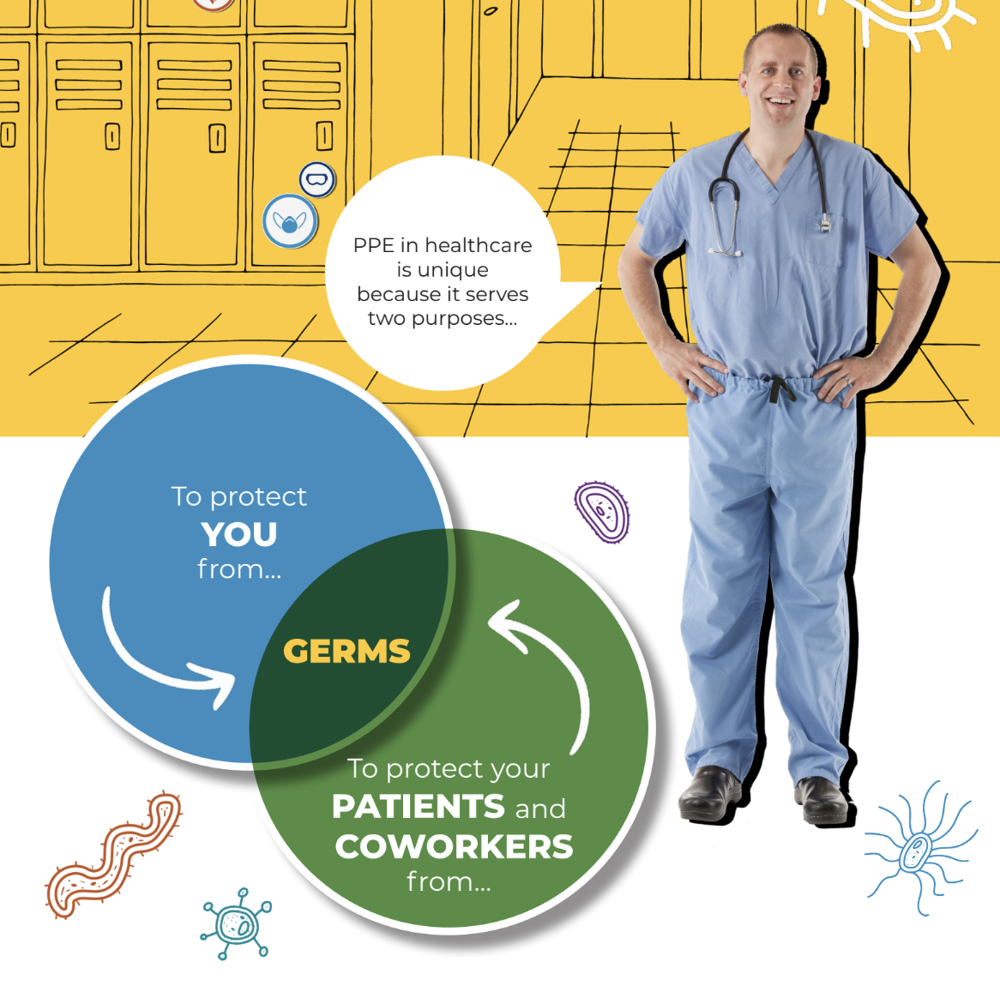 PPE in healthcare
is unique
because it serves
two purposes...
To protect
YOU
from...
GERMS
To protect your
PATIENTS and
COWORKERS
from...